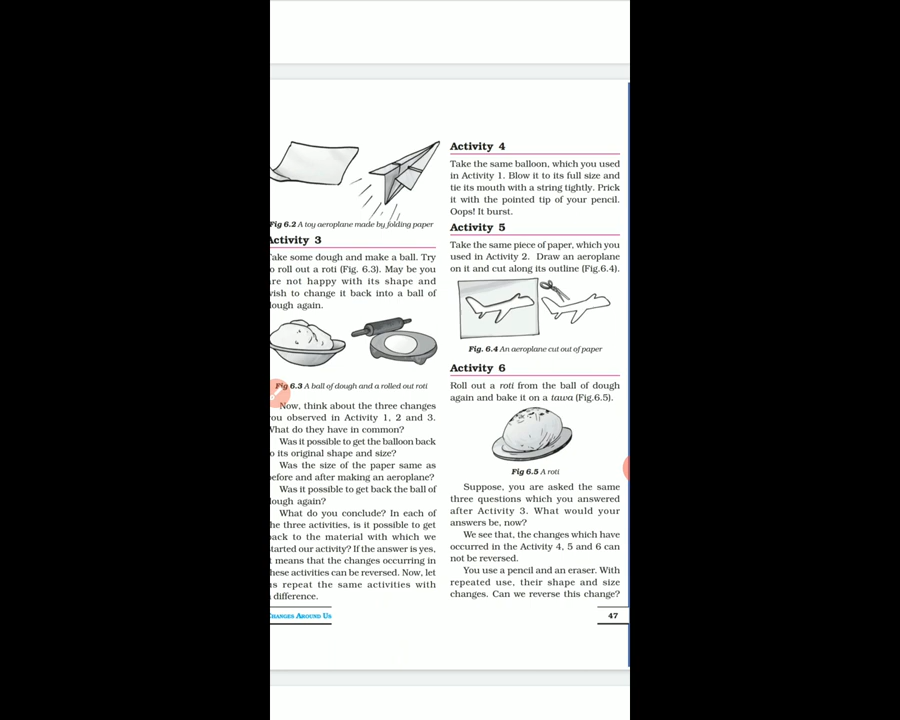 Fig 6.2 A toy aeroplane made by folding paper
Activity 3
Take some dough and make a ball. Try
o roll out a roti (Fig. 6.3). May be you
re not happy with its shape and
ish to change it back into a ball of
ough again.
Fig 6.3 A ball of dough and a rolled out roti
Now, think about the three changes
ou observed in Activity 1, 2 and 3.
What do they have in common?
Was it possible to get the balloon back
o its original shape and size?
Was the size of the paper same as
efore and after making an aeroplane?
Was it possible to get back the ball of
ough again?
What do you conclude? In each of
he three activities, is it possible to get
ack to the material with which we
started our activity? If the answer is yes,
t means that the changes occurring in
hese activities can be reversed. Now, let
us repeat the same activities with
difference.
CHANGES AROUND US
Activity 4
Take the same balloon, which you used
in Activity 1. Blow it to its full size and
tie its mouth with a string tightly. Prick
it with the pointed tip of your pencil.
Oops! It burst.
Activity 5
Take the same piece of paper, which you
used in Activity 2. Draw an aeroplane
on it and cut along its outline (Fig.6.4).
Fig. 6.4 An aeroplane cut out of paper
Activity 6
Roll out a roti from the ball of dough
again and bake it on a tawa (Fig.6.5).
Fig 6.5 A roti
Suppose, you are asked the same
three questions which you answered
after Activity 3. What would your
answers be, now?
We see that, the changes which have
occurred in the Activity 4, 5 and 6 can
not be reversed.
You use a pencil and an eraser. With
repeated use, their shape and size
changes. Can we reverse this change?
47